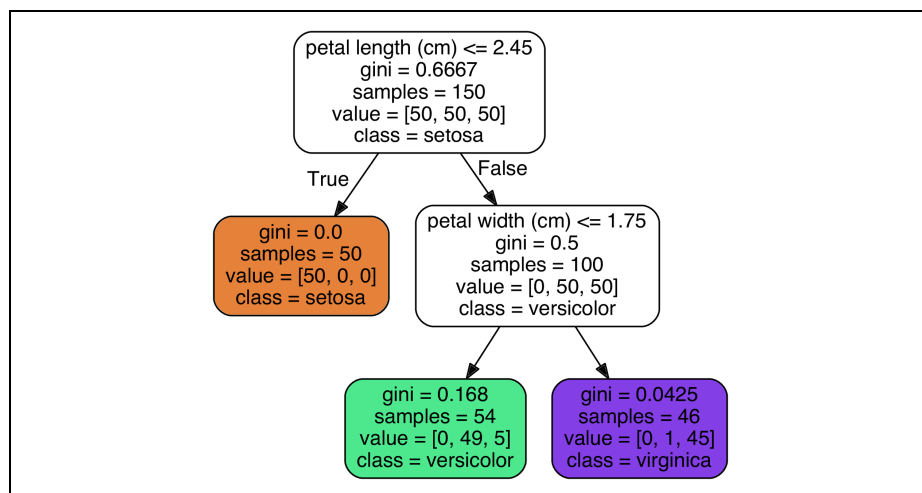 petal length (cm) <= 2.45
gini = 0.6667
samples = 150
value = [50, 50, 50]
class = setosa
True
False
gini = 0.0
samples = 50
value = [50, 0, 0]
class = setosa
petal width (cm) <= 1.75
gini = 0.5
samples = 100
value = [0, 50, 50]
class = versicolor
gini = 0.168
samples = 54
value = [0, 49, 5]
class = versicolor
gini = 0.0425
samples = 46
value = [0, 1, 45]
class = virginica